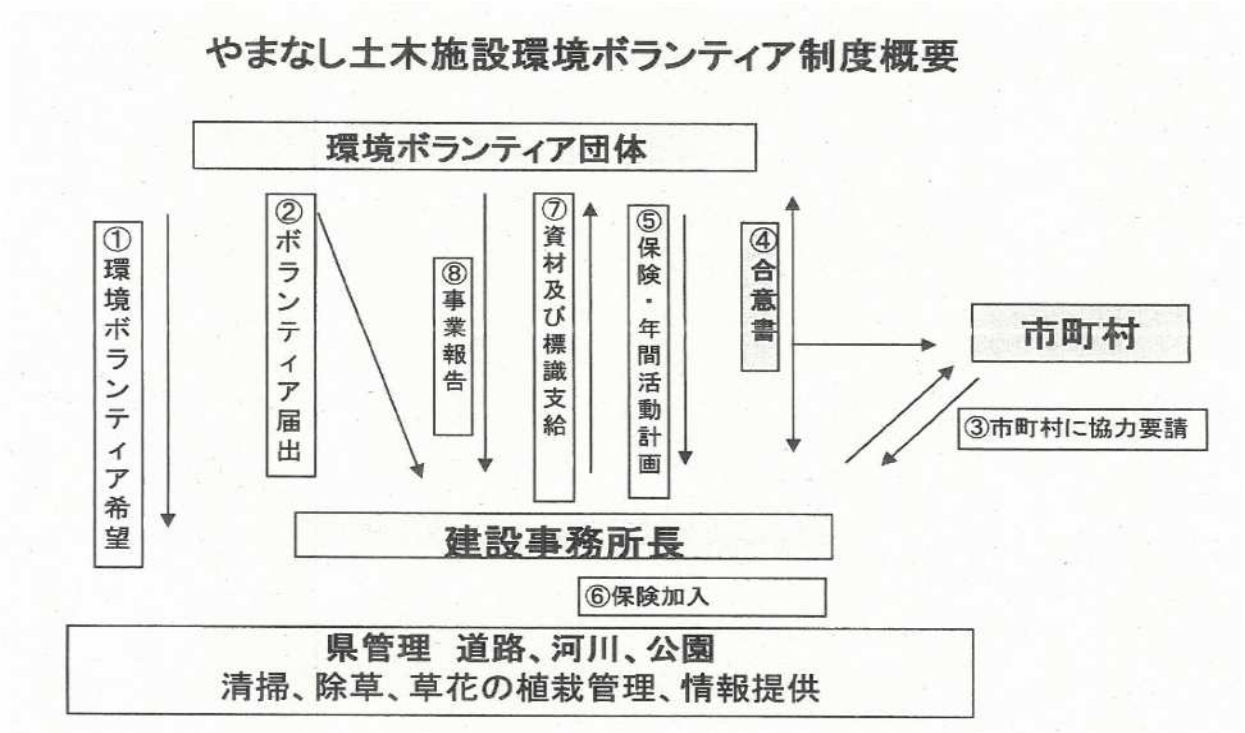 やまなし土木施設環境ボランティア制度概要
環境ボランティア団体
①環境ボランティア希望
②ボランティア届出
⑧事業報告
⑦資材及び標識支給
⑤保険・年間活動計画
④合意書
市町村
③市町村に協力要請
建設事務所長
⑥保険加入
県管理 道路、河川、公園
清掃、除草、草花の植栽管理、情報提供